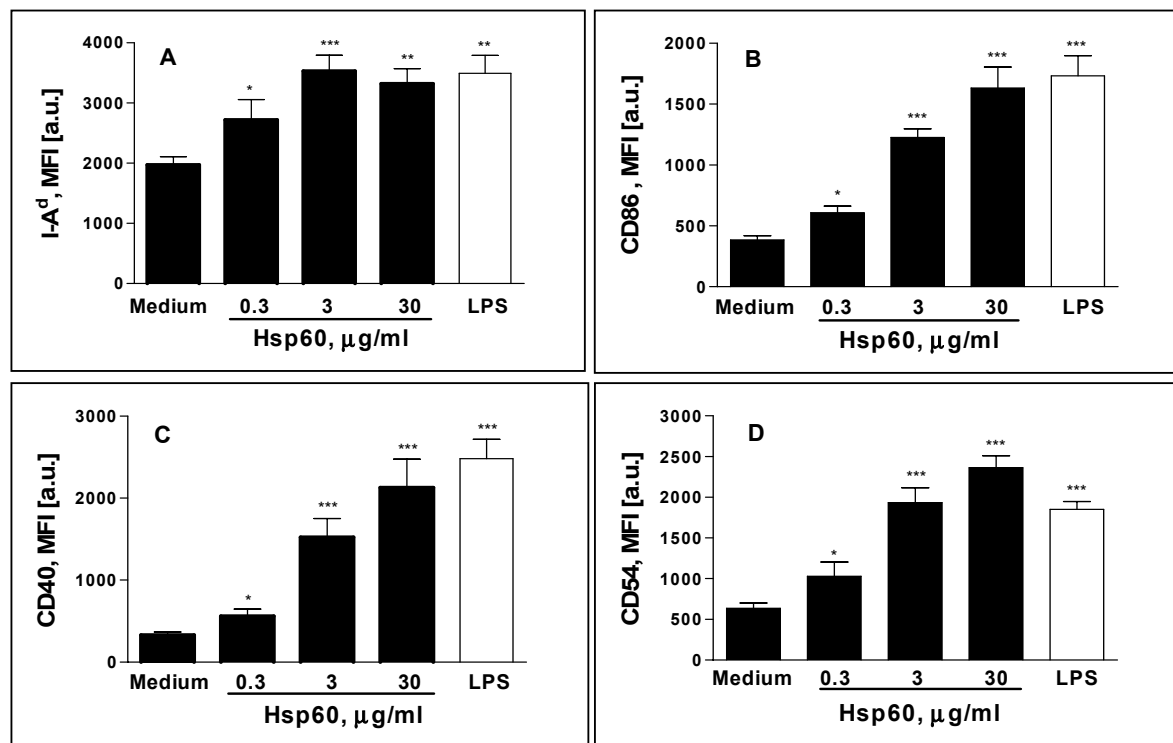 A
I-Aᵈ, MFI [a.u.]
4000
3000
2000
1000
0
* *** ** **
Medium 0.3 3 30 LPS
Hsp60, μg/ml
B
CD86 , MFI [a.u.]
2000
1500
1000
500
0
* *** *** ***
Medium 0.3 3 30 LPS
Hsp60, μg/ml
C
CD40, MFI [a.u.]
3000
2000
1000
0
* *** *** ***
Medium 0.3 3 30 LPS
Hsp60, μg/ml
D
CD54, MFI [a.u.]
3000
2500
2000
1500
1000
500
0
* *** *** ***
Medium 0.3 3 30 LPS
Hsp60, μg/ml